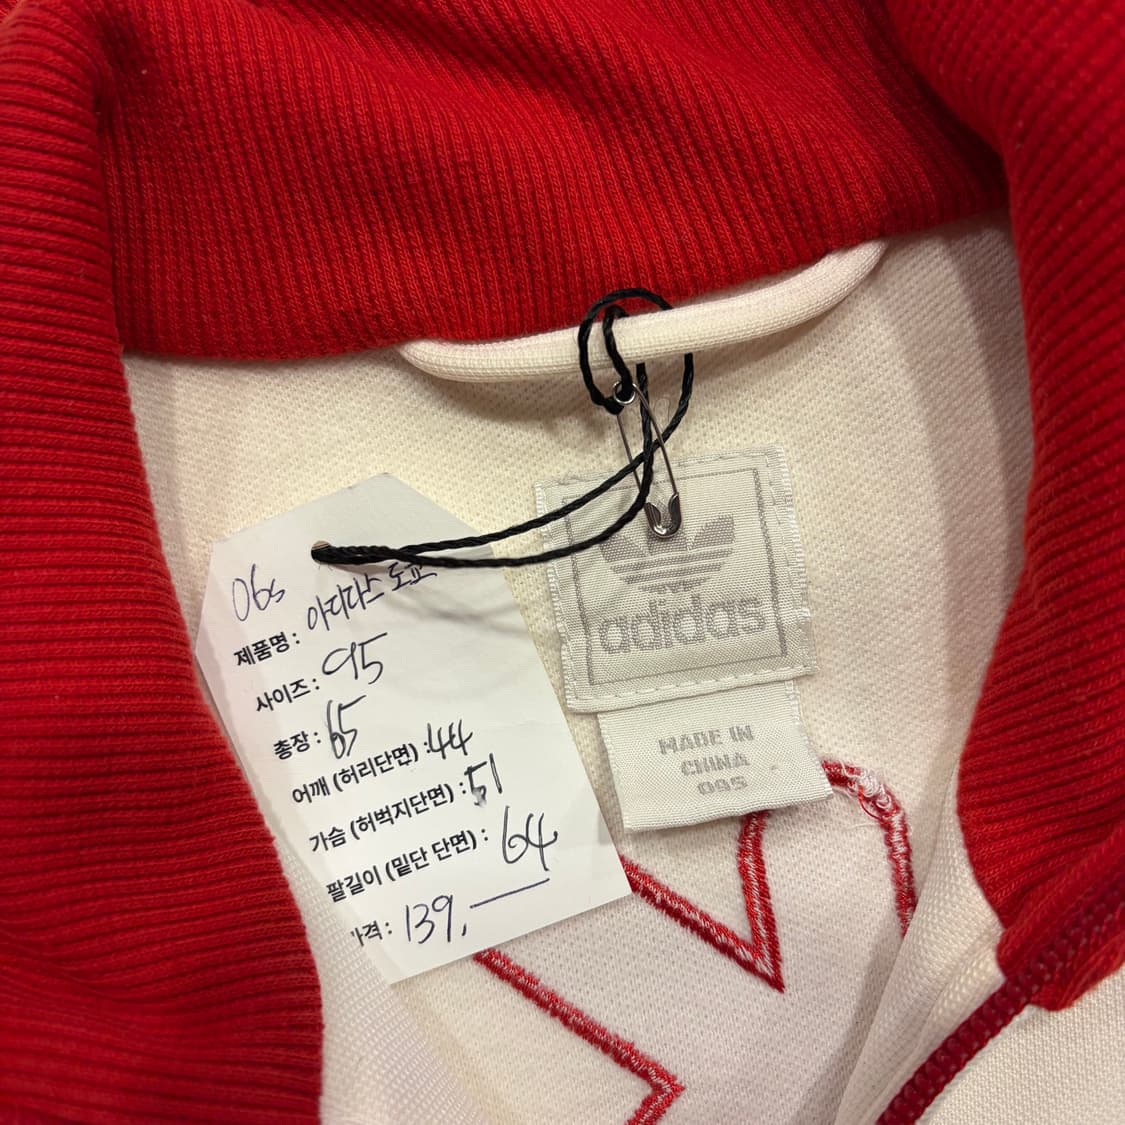 06s
제품명: 아디다스 도쿄
사이즈: 95
총장: 65
어깨 (허리단면) : 44
가슴 (허벅지단면) : 51
팔길이 (밑단 단면) : 64
가격: 139,—
adidas
MADE IN
CHINA
095